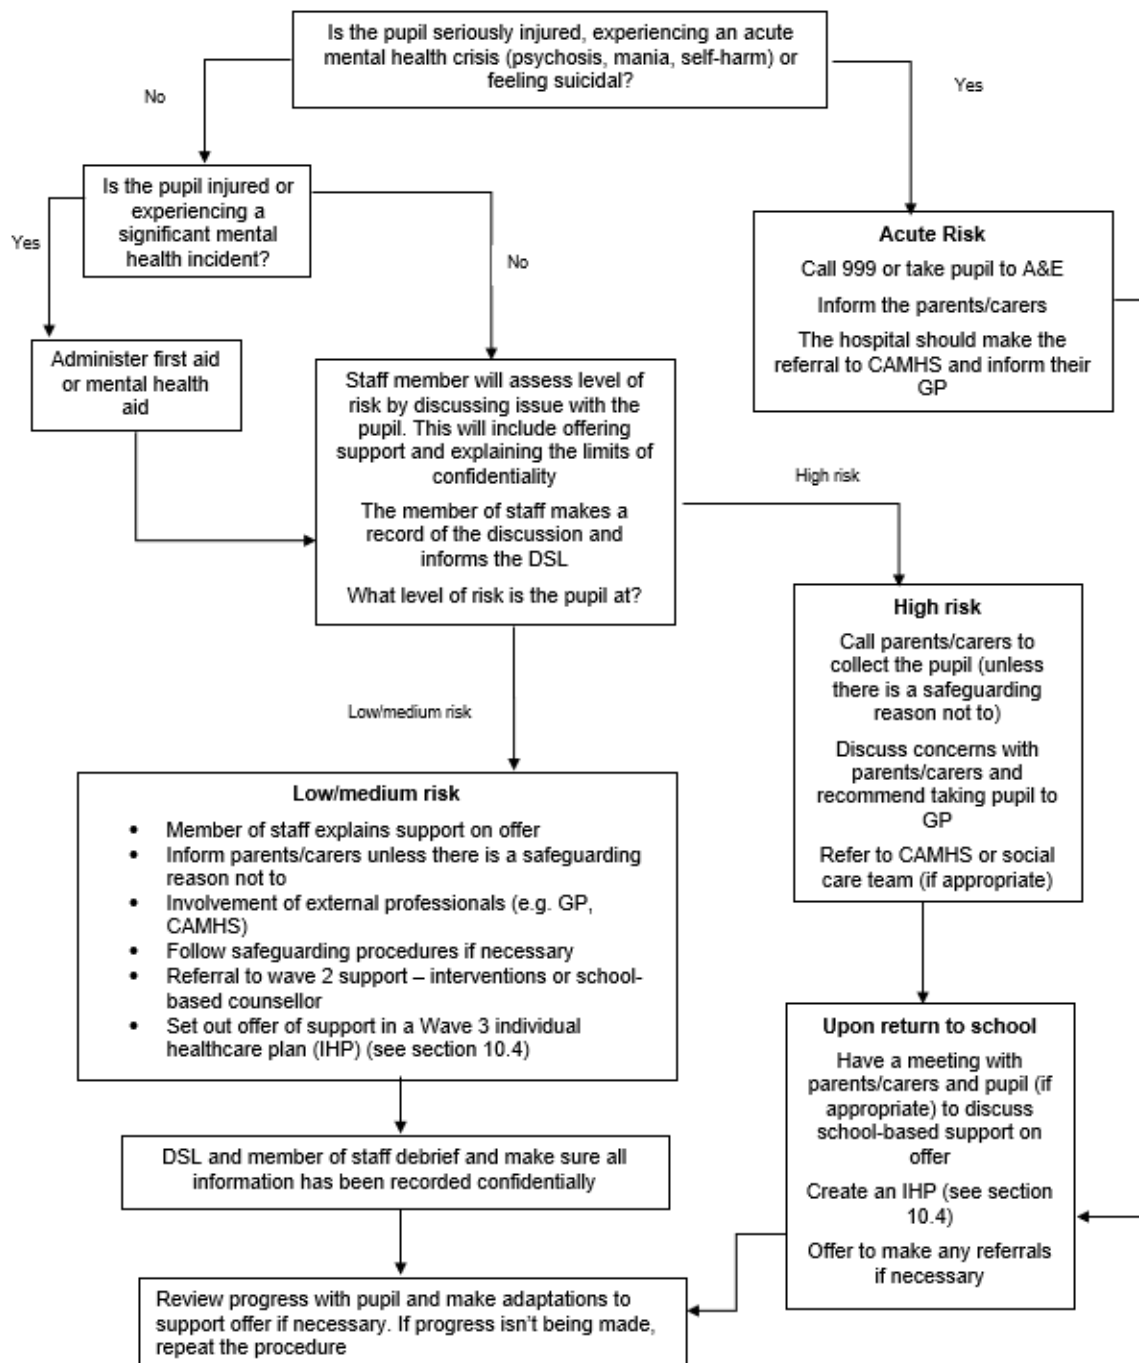 Is the pupil seriously injured, experiencing an acute
mental health crisis (psychosis, mania, self-harm) or
feeling suicidal?
No
Yes
Is the pupil injured or
experiencing a
significant mental
health incident?
Yes
No
Acute Risk
Call 999 or take pupil to A&E
Inform the parents/carers
The hospital should make the
referral to CAMHS and inform their
GP
Administer first aid
or mental health
aid
Staff member will assess level of
risk by discussing issue with the
pupil. This will include offering
support and explaining the limits of
confidentiality
The member of staff makes a
record of the discussion and
informs the DSL
What level of risk is the pupil at?
High risk
High risk
Call parents/carers to
collect the pupil (unless
there is a safeguarding
reason not to)
Discuss concerns with
parents/carers and
recommend taking pupil to
GP
Refer to CAMHS or social
care team (if appropriate)
Low/medium risk
Low/medium risk
• Member of staff explains support on offer
• Inform parents/carers unless there is a safeguarding
reason not to
• Involvement of external professionals (e.g. GP,
CAMHS)
• Follow safeguarding procedures if necessary
• Referral to wave 2 support – interventions or school-
based counsellor
• Set out offer of support in a Wave 3 individual
healthcare plan (IHP) (see section 10.4)
Upon return to school
Have a meeting with
parents/carers and pupil (if
appropriate) to discuss
school-based support on
offer
Create an IHP (see section
10.4)
Offer to make any referrals
if necessary
DSL and member of staff debrief and make sure all
information has been recorded confidentially
Review progress with pupil and make adaptations to
support offer if necessary. If progress isn't being made,
repeat the procedure